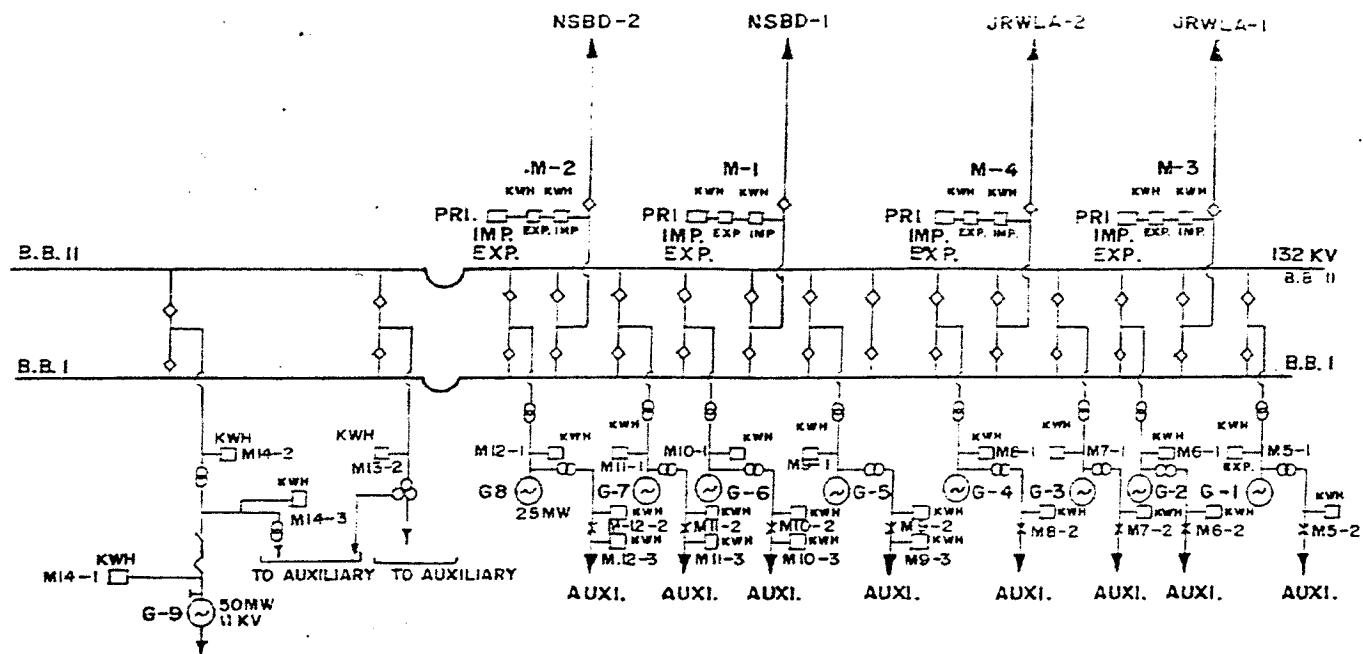 NSBD-2 NSBD-1 JRWLA-2 JRWLA-1
M-2 M-1 M-4 M-3
KWH KWH KWH KWH KWH KWH KWH KWH
PRI. PRI PRI PRI
EXP. IMP EXP IMP EXP. IMP. EXP. IMP.
IMP. IMP. IMP. IMP.
EXP. EXP. EXP. EXP.
B.B. II 132 KV
B.B II
B.B. I B.B. I
KWH KWH KWH KWH KWH KWH KWH KWH KWH KWH
M14-2 M13-2 M12-1 M11-1 M10-1 M9-1 M8-1 M7-1 M6-1 M5-1
EXP.
G8 G-7 G-6 G-5 G-4 G-3 G-2 G-1
25MW
KWH KWH KWH KWH KWH KWH KWH KWH KWH
M14-3 M-12-2 M11-2 M10-2 M8-2 M7-2 M6-2 M5-2
KWH KWH KWH KWH
M12-3 M11-3 M10-3 M9-3
KWH
M14-1
TO AUXILIARY TO AUXILIARY
AUXI. AUXI. AUXI. AUXI. AUXI. AUXI. AUXI. AUXI.
G-9 50MW
11 KV